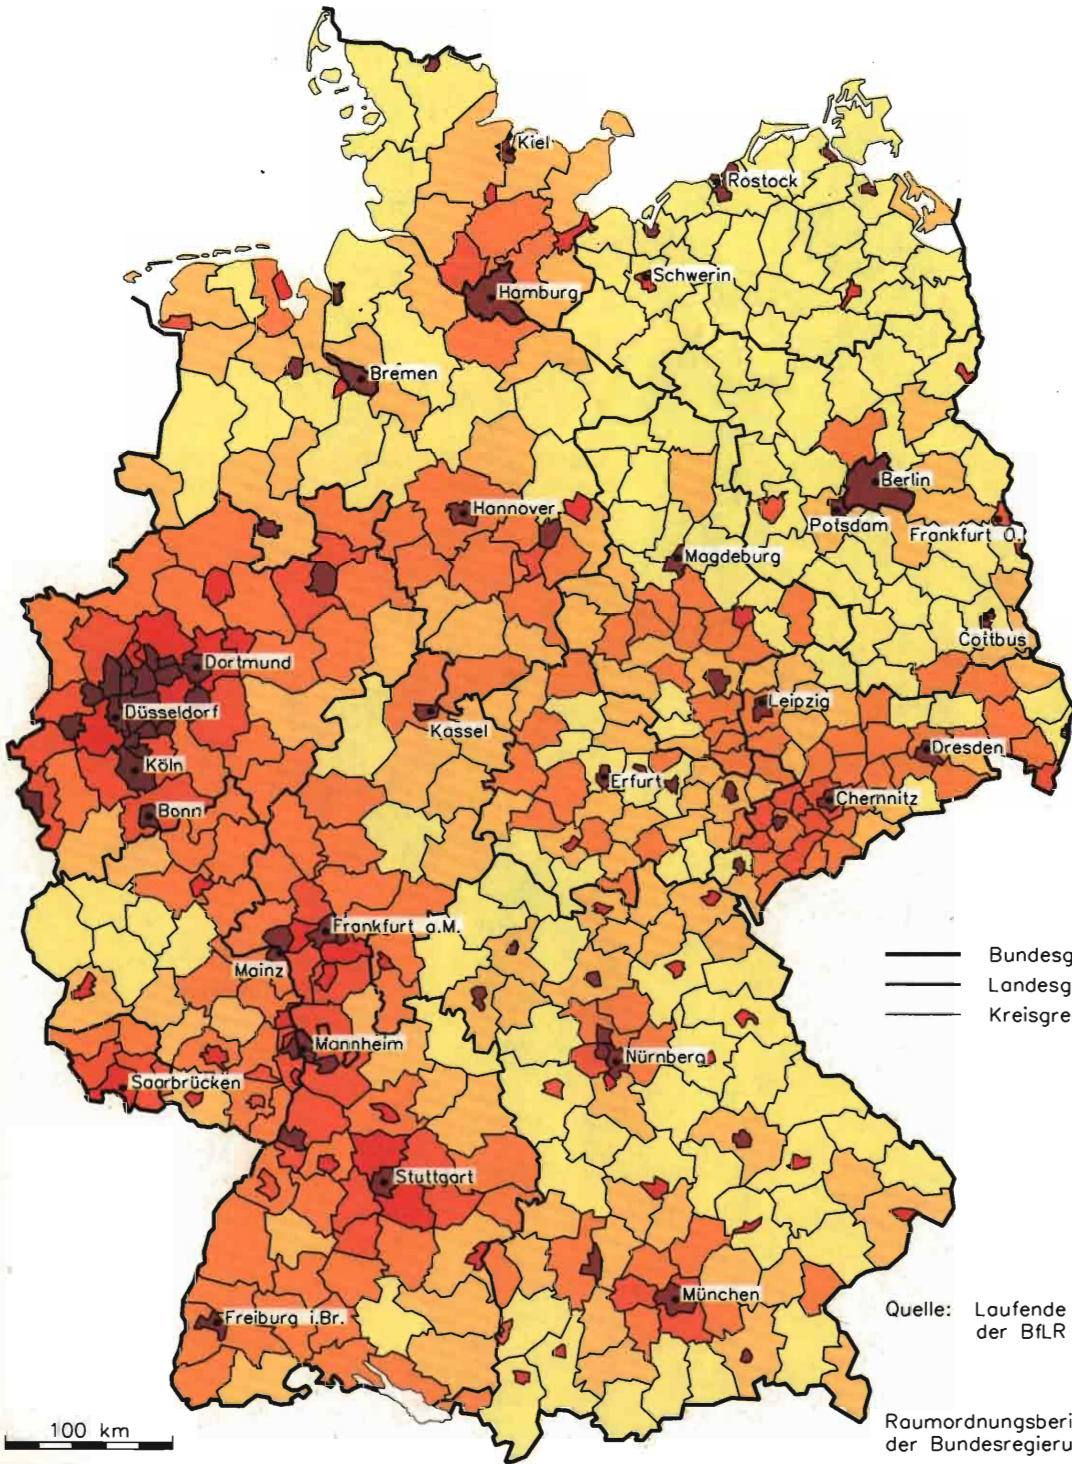 Kiel
Rostock
Schwerin
Hamburg
Bremen
Berlin
Hannover
Potsdam
Frankfurt O.
Magdeburg
Cottbus
Dortmund
Leipzig
Düsseldorf
Kassel
Dresden
Köln
Erfurt
Chemnitz
Bonn
Frankfurt a.M.
Mainz
Bundesg
Landesg
Kreisgre
Mannheim
Nürnberg
Saarbrücken
Stuttgart
München
Freiburg i.Br.
Quelle: Laufende
der BfLR
100 km
Raumordnungsberi
der Bundesregieru